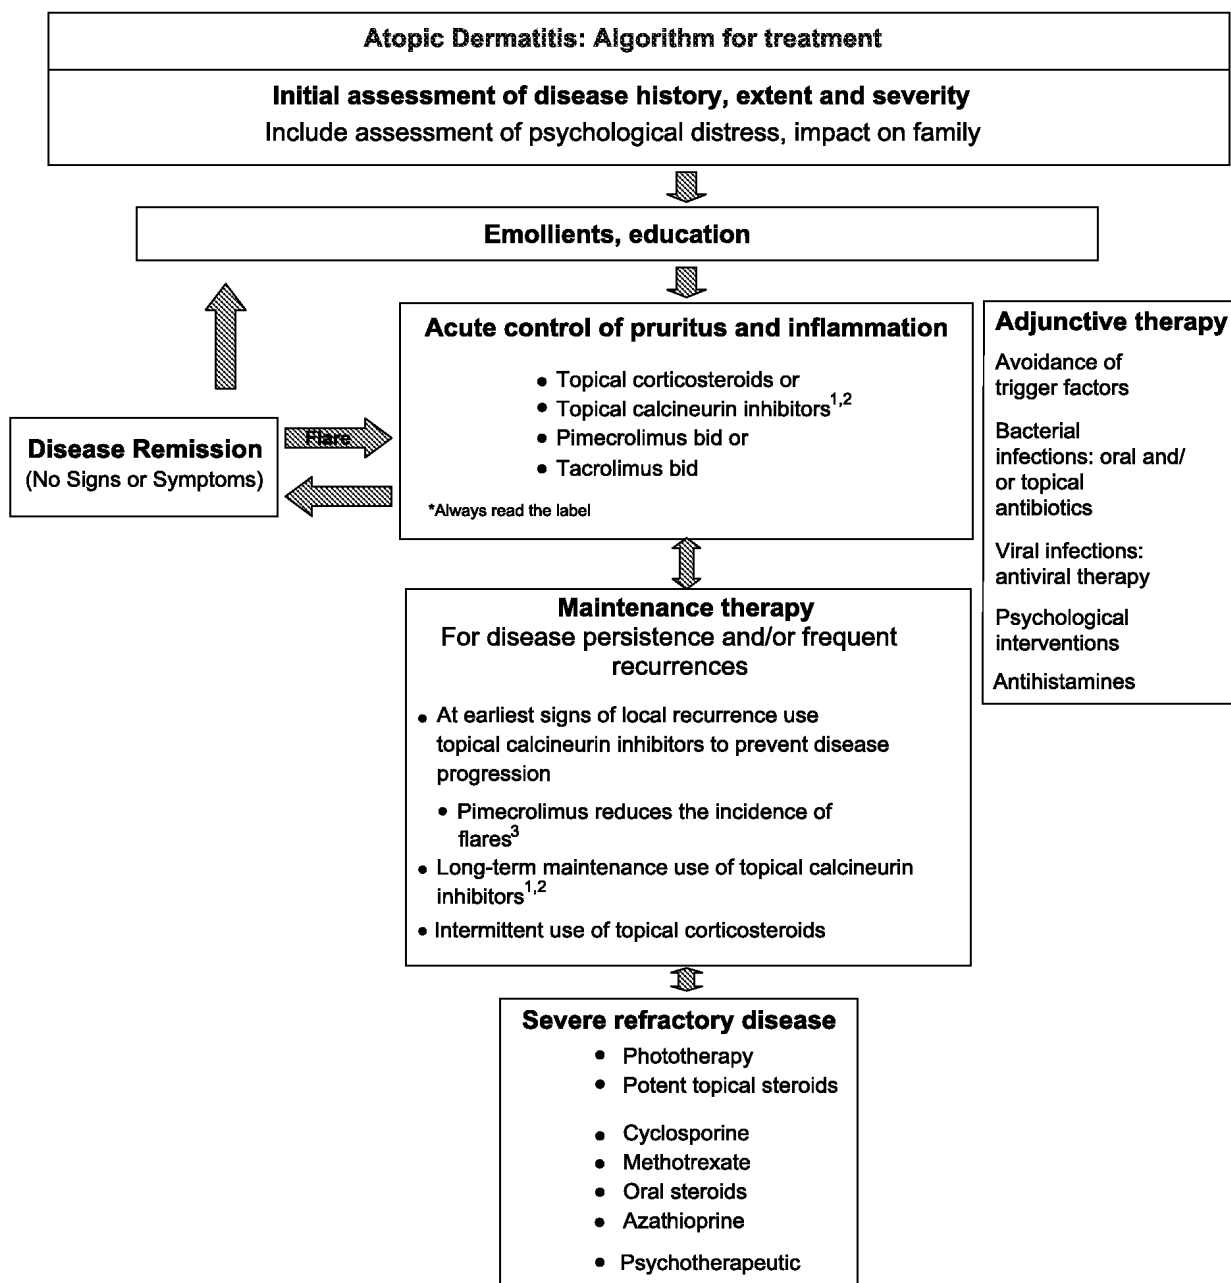 Atopic Dermatitis: Algorithm for treatment
Initial assessment of disease history, extent and severity
Include assessment of psychological distress, impact on family
Emollients, education
Acute control of pruritus and inflammation
• Topical corticosteroids or
• Topical calcineurin inhibitors1,2
• Pimecrolimus bid or
• Tacrolimus bid
*Always read the label
Adjunctive therapy
Avoidance of
trigger factors
Bacterial
infections: oral and/
or topical
antibiotics
Viral infections:
antiviral therapy
Psychological
interventions
Antihistamines
Disease Remission
(No Signs or Symptoms)
Flare
Maintenance therapy
For disease persistence and/or frequent
recurrences
• At earliest signs of local recurrence use
topical calcineurin inhibitors to prevent disease
progression
• Pimecrolimus reduces the incidence of
flares3
• Long-term maintenance use of topical calcineurin
inhibitors1,2
• Intermittent use of topical corticosteroids
Severe refractory disease
• Phototherapy
• Potent topical steroids
• Cyclosporine
• Methotrexate
• Oral steroids
• Azathioprine
• Psychotherapeutic